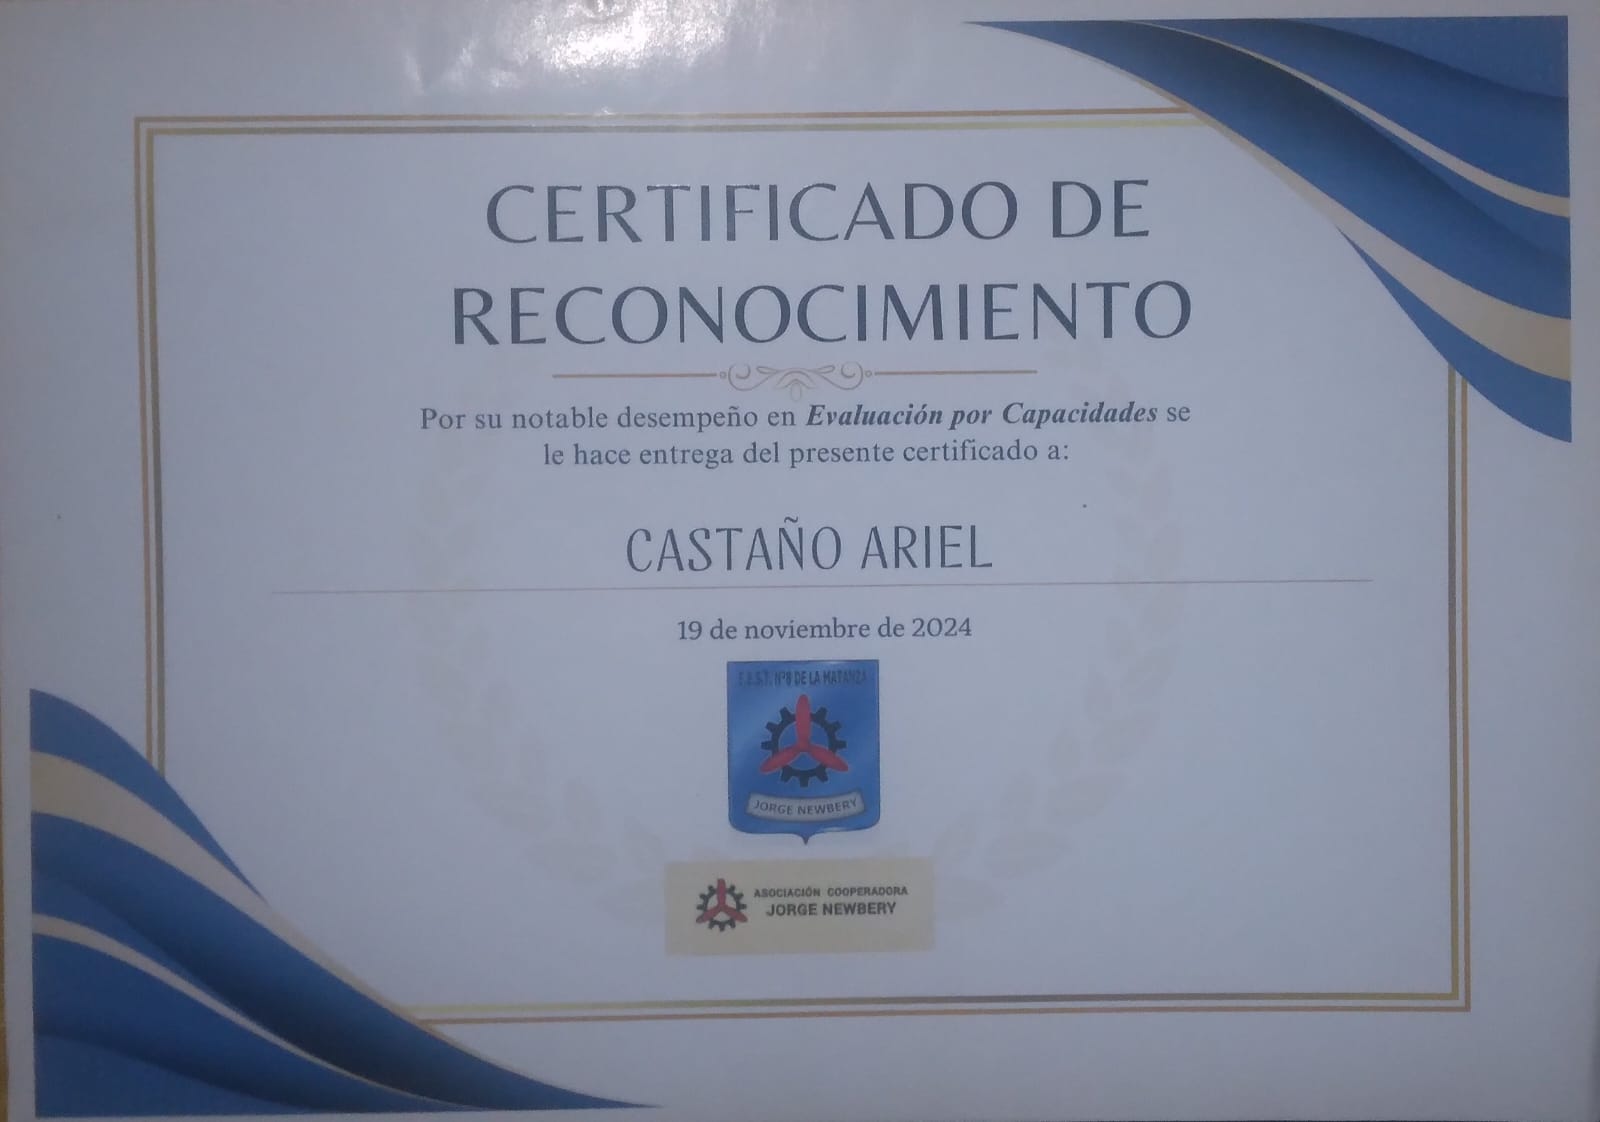 CERTIFICADO DE
RECONOCIMIENTO
Por su notable desempeño en Evaluación por Capacidades se
le hace entrega del presente certificado a:
CASTAÑO ARIEL
19 de noviembre de 2024
E.E.S.T. Nº8 DE LA MATANZA
JORGE NEWBERY
ASOCIACIÓN COOPERADORA
JORGE NEWBERY